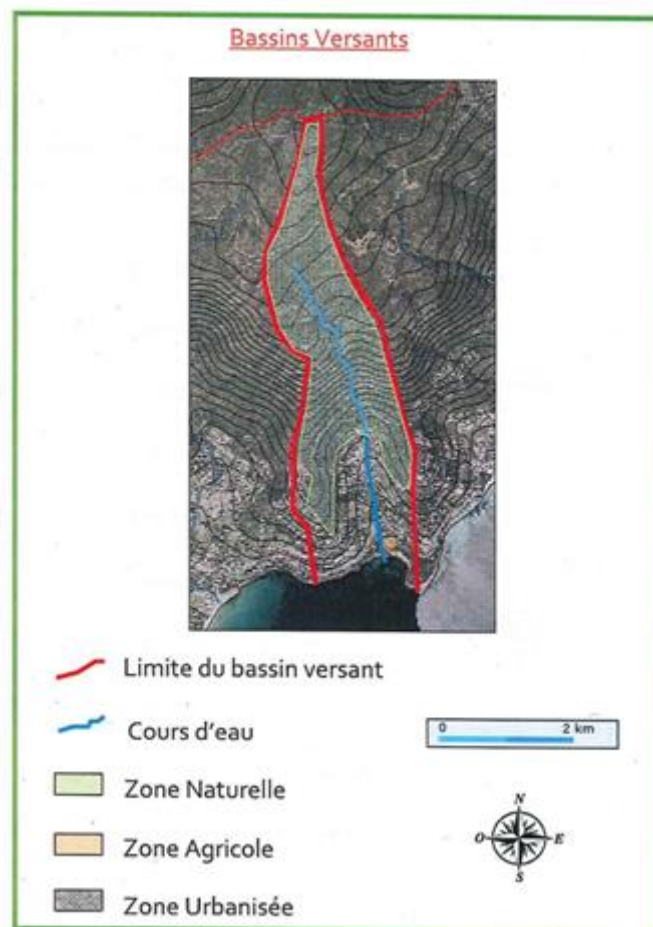 Bassins Versants
Limite du bassin versant
Cours d'eau
0 2 km
Zone Naturelle
Zone Agricole
Zone Urbanisée
N
O E
S